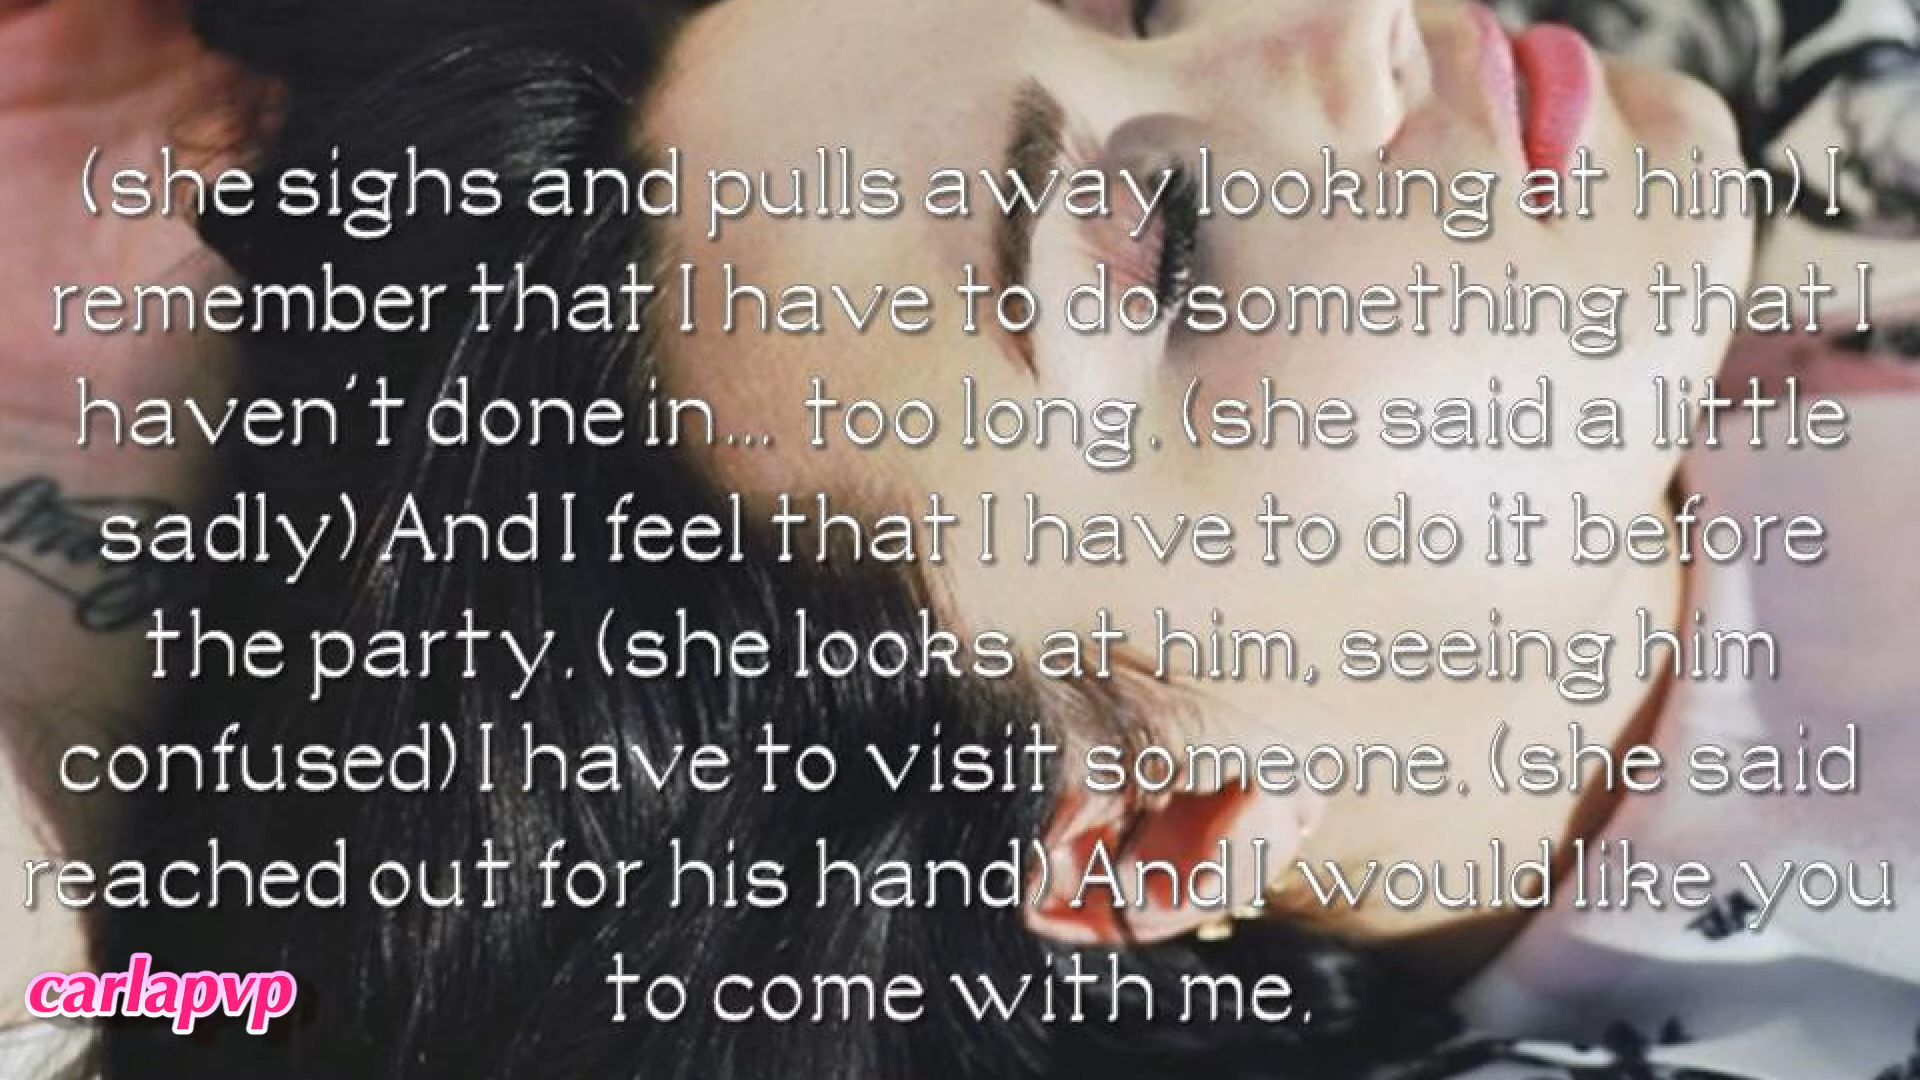 (she sighs and pulls away looking at him) I
remember that I have to do something that I
haven't done in... too long. (she said a little
sadly) And I feel that I have to do it before
the party. (she looks at him, seeing him
confused) I have to visit someone. (she said
reached out for his hand) And I would like you
to come with me.
carlapvp